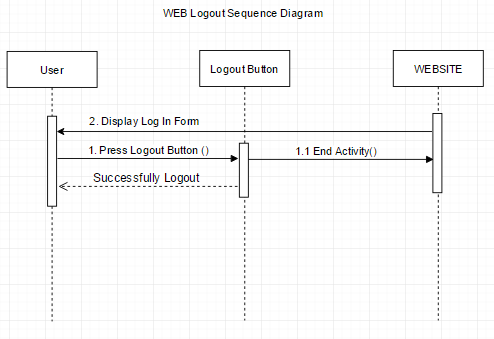 WEB Logout Sequence Diagram
User
Logout Button
WEBSITE
2. Display Log In Form
1. Press Logout Button ()
1.1 End Activity()
Successfully Logout